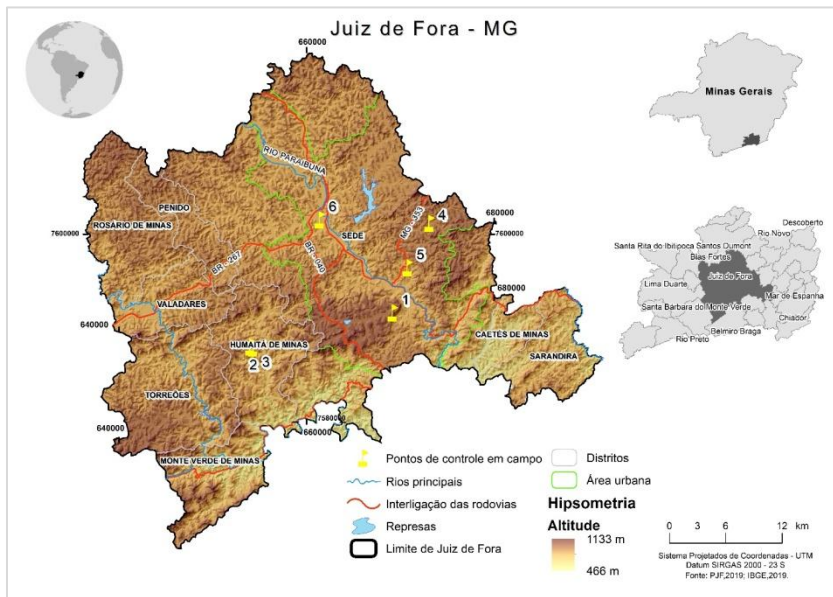 Juiz de Fora - MG
660000
Minas Gerais
RIO PARAIBUNA
PENIDO
ROSÁRIO DE MINAS
6
SEDE
MG - 353
4
680000
7600000
7600000
5
BR - 267
BR - 040
680000
1
VALADARES
640000
HUMAITÁ DE MINAS
2 3
CAETÉS DE MINAS
SARANDIRA
TORREÕES
640000
7580000
660000
MONTE VERDE DE MINAS
Descoberto
Rio Novo
Santa Rita do Ibitipoca
Santos Dumont
Bias Fortes
Juiz de Fora
Lima Duarte
Mar de Espanha
Santa Bárbara do Monte Verde
Chiador
Belmiro Braga
Rio Preto
Pontos de controle em campo
Rios principais
Interligação das rodovias
Represas
Limite de Juiz de Fora
Distritos
Área urbana
Hipsometria
Altitude
1133 m
466 m
0 3 6 12 km
Sistema Projetados de Coordenadas - UTM
Datum SIRGAS 2000 - 23 S
Fonte: PJF,2019; IBGE,2019.